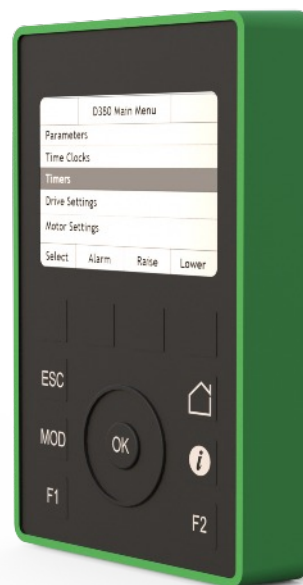 D380 Main Menu
Parameters
Time Clocks
Timers
Drive Settings
Motor Settings
Select Alarm Raise Lower
ESC
MOD OK i
F1 F2